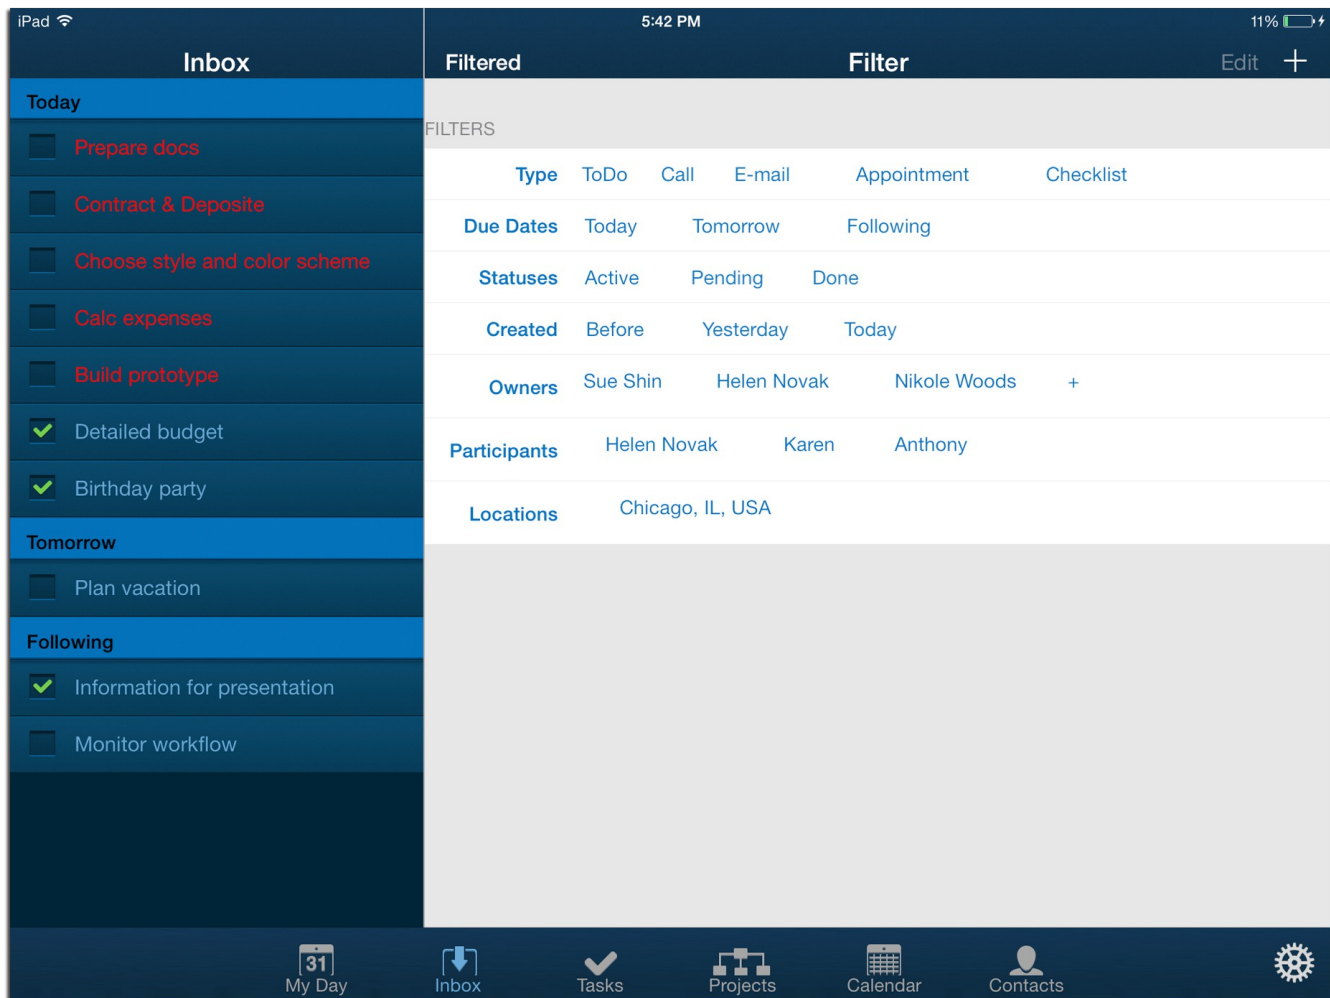 iPad 5:42 PM 11%
Inbox
Filtered Filter Edit +
Today
Prepare docs
Contract & Deposite
Choose style and color scheme
Calc expenses
Build prototype
Detailed budget
Birthday party
Tomorrow
Plan vacation
Following
Information for presentation
Monitor workflow
FILTERS
Type ToDo Call E-mail Appointment Checklist
Due Dates Today Tomorrow Following
Statuses Active Pending Done
Created Before Yesterday Today
Owners Sue Shin Helen Novak Nikole Woods +
Participants Helen Novak Karen Anthony
Locations Chicago, IL, USA
31
My Day Inbox Tasks Projects Calendar Contacts